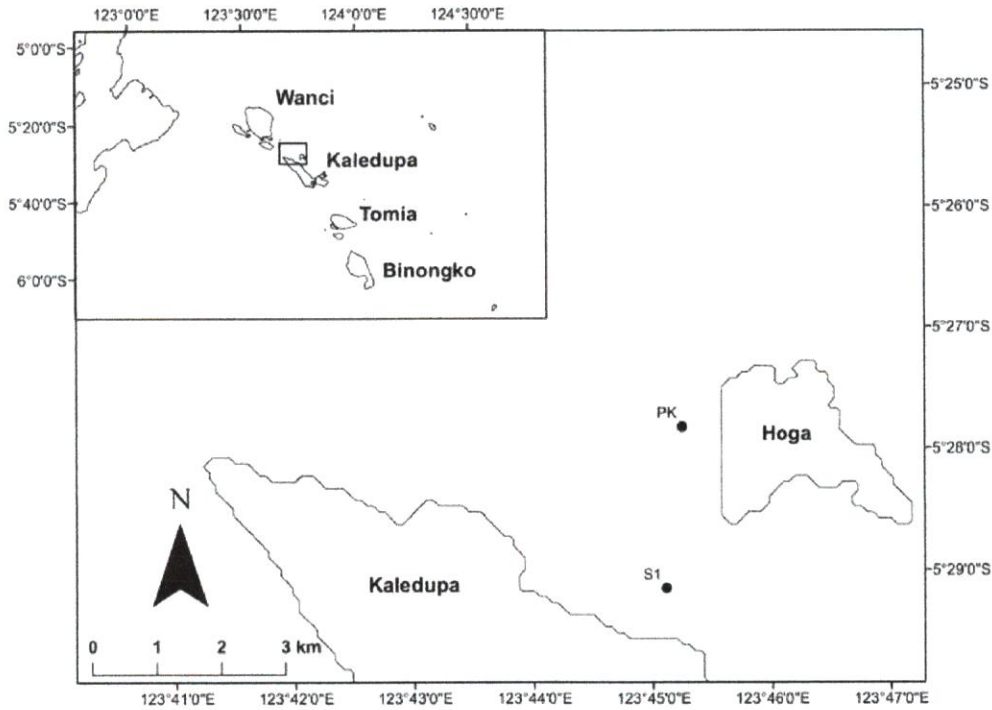 123°0'0"E 123°30'0"E 124°0'0"E 124°30'0"E
5°0'0"S
5°20'0"S
5°40'0"S
6°0'0"S
Wanci
Kaledupa
Tomia
Binongko
5°25'0"S
5°26'0"S
5°27'0"S
5°28'0"S
5°29'0"S
PK
Hoga
S1
Kaledupa
N
0 1 2 3 km
123°41'0"E 123°42'0"E 123°43'0"E 123°44'0"E 123°45'0"E 123°46'0"E 123°47'0"E